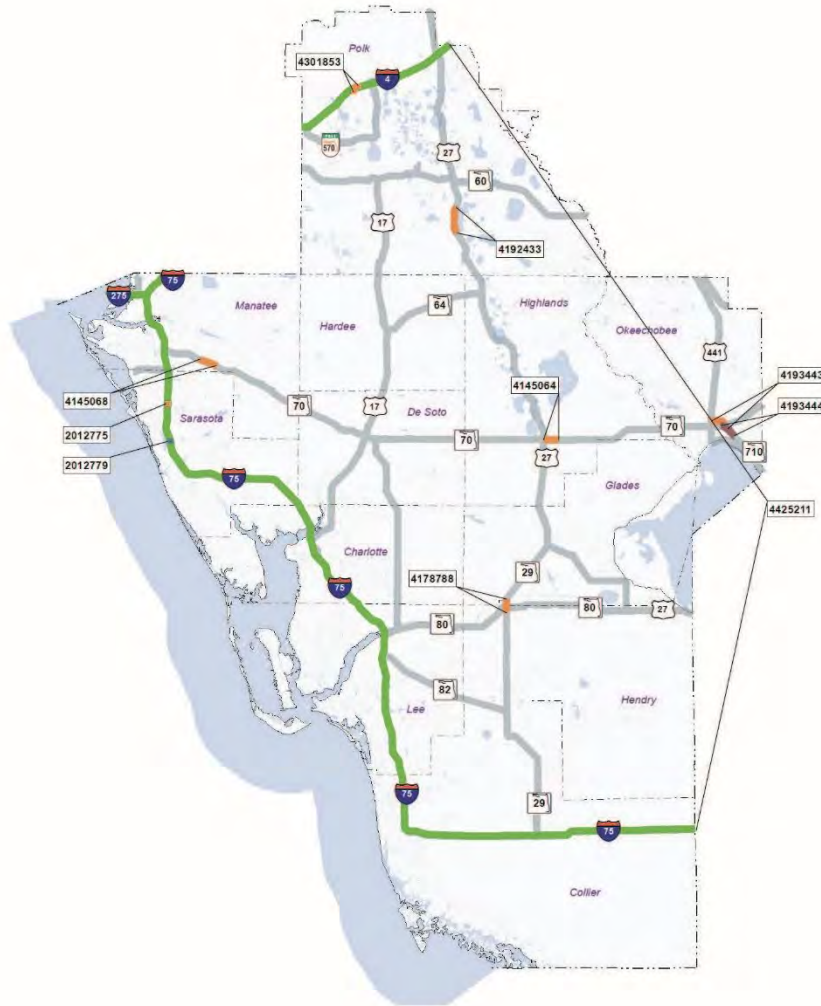 Polk
4301853
4
570
27
60
17
4192433
75
275
Manatee
Hardee
64
Highlands
Okeechobee
441
4193443
4145068
4145064
4193444
70
17
De Soto
2012775
Sarasota
70
70
710
27
2012779
75
Glades
4425211
Charlotte
4178788
29
75
80
80
27
82
Lee
Hendry
75
29
75
Collier